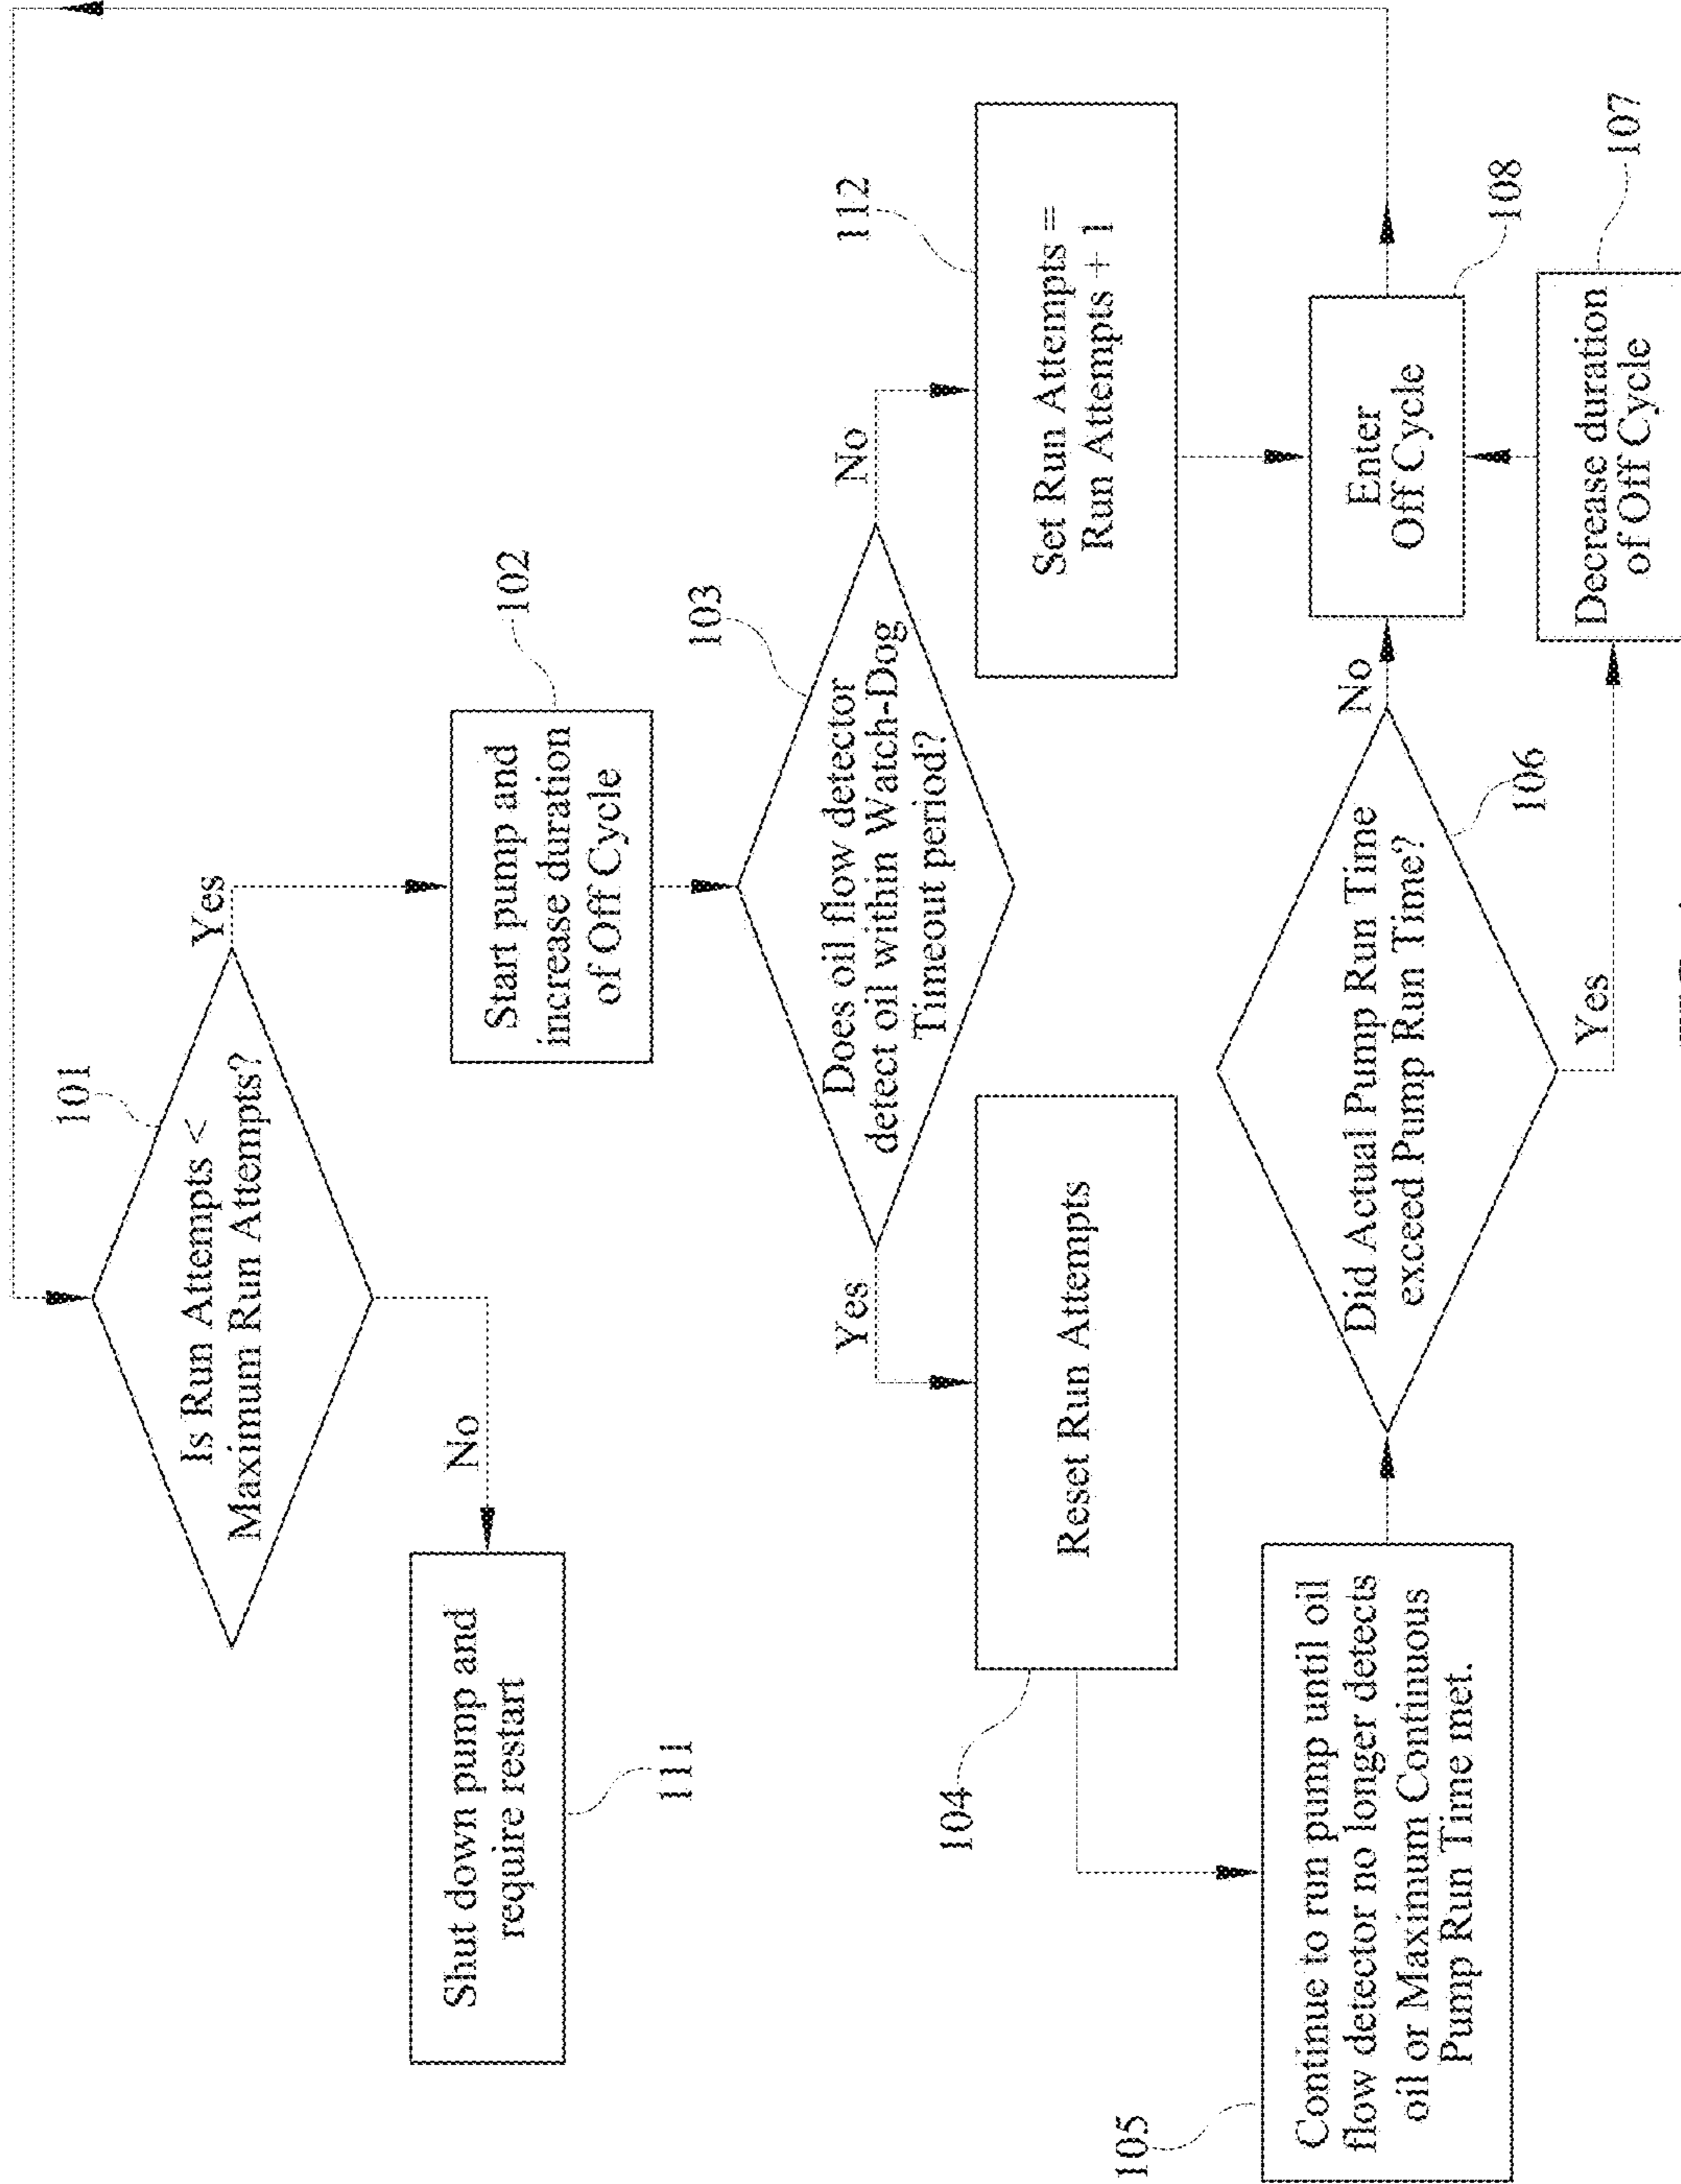 101
Is Run Attempts <
Maximum Run Attempts?
Yes
No
Shut down pump and
require restart
111
Start pump and
increase duration
of Off Cycle
102
103
Does oil flow detector
detect oil within Watch-Dog
Timeout period?
Yes
No
Reset Run Attempts
104
112
Set Run Attempts =
Run Attempts + 1
105
Continue to run pump until oil
flow detector no longer detects
oil or Maximum Continuous
Pump Run Time met.
Did Actual Pump Run Time
exceed Pump Run Time?
106
No
Yes
Enter
Off Cycle
108
Decrease duration
of Off Cycle
107